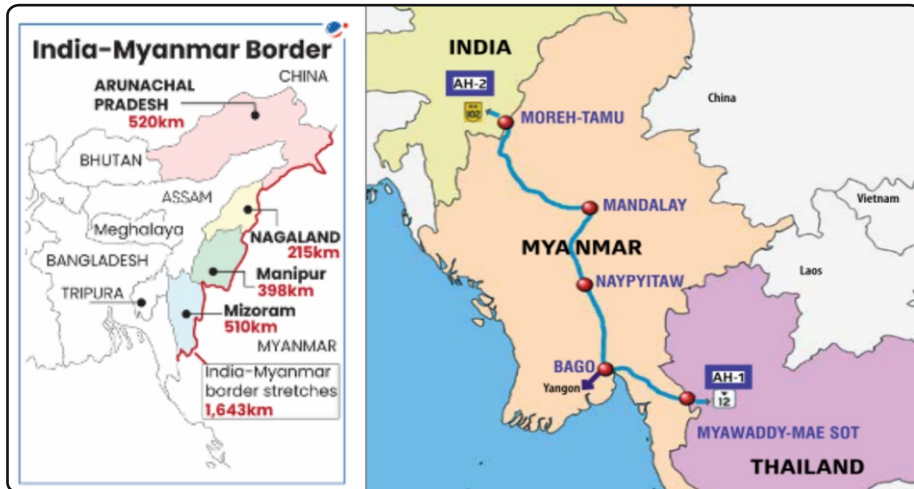 India-Myanmar Border
CHINA
ARUNACHAL
PRADESH
520km
BHUTAN
ASSAM
Meghalaya
NAGALAND
215km
BANGLADESH
Manipur
398km
TRIPURA
Mizoram
510km
MYANMAR
India-Myanmar
border stretches
1,643km
INDIA
AH-2
102
MOREH-TAMU
China
MANDALAY
Vietnam
MYANMAR
Laos
NAYPYITAW
BAGO
Yangon
AH-1
12
MYAWADDY-MAE SOT
THAILAND